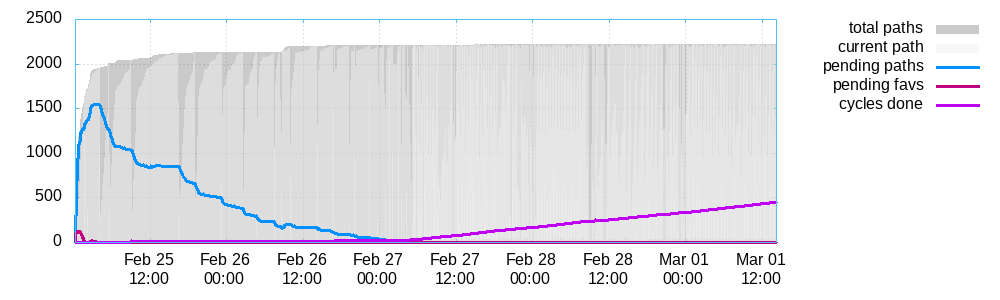 2500
2000
1500
1000
500
0
Feb 25 12:00
Feb 26 00:00
Feb 26 12:00
Feb 27 00:00
Feb 27 12:00
Feb 28 00:00
Feb 28 12:00
Mar 01 00:00
Mar 01 12:00
total paths
current path
pending paths
pending favs
cycles done